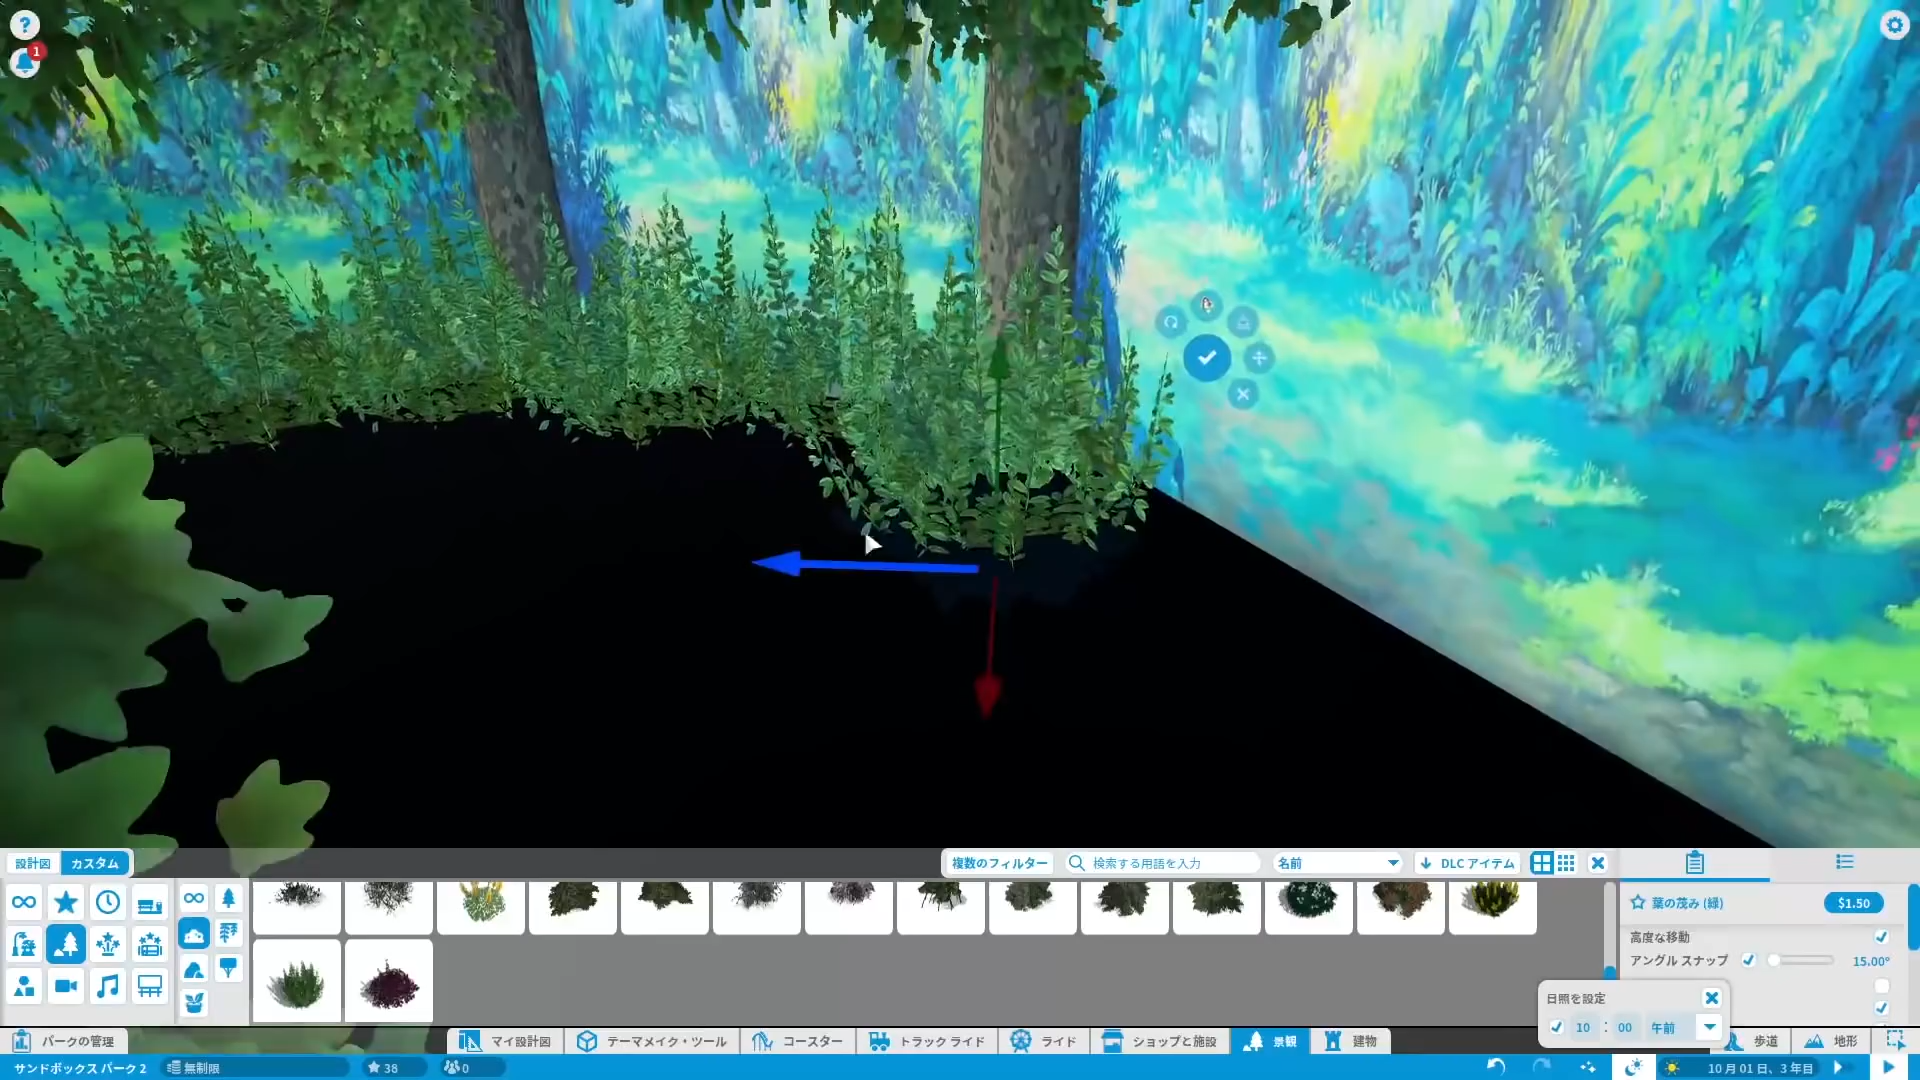 ?
1
設計図
カスタム
複数のフィルター
検索する用語を入力
名前
DLC アイテム
葉の茂み (緑)
$1.50
高度な移動
アングル スナップ
15.00°
日照を設定
10 : 00 午前
パークの管理
マイ設計図
テーマメイク・ツール
コースター
トラック ライド
ライド
ショップと施設
景観
建物
歩道
地形
サンドボックス パーク 2
無制限
38
0
10 月 01 日、3 年目